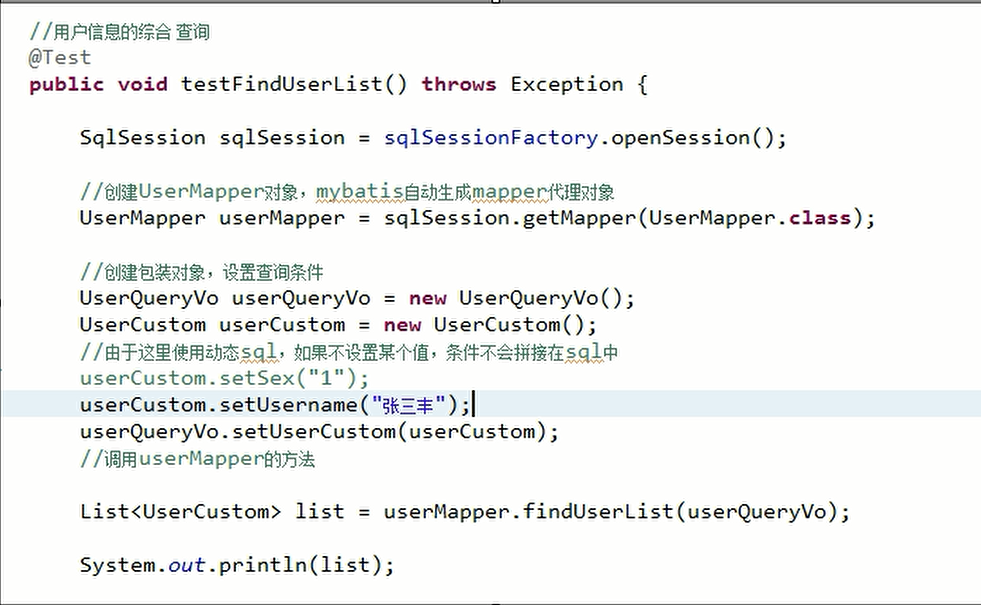 //用户信息的综合 查询
@Test
public void testFindUserList() throws Exception {
SqlSession sqlSession = sqlSessionFactory.openSession();
//创建UserMapper对象，mybatis自动生成mapper代理对象
UserMapper userMapper = sqlSession.getMapper(UserMapper.class);
//创建包装对象，设置查询条件
UserQueryVo userQueryVo = new UserQueryVo();
UserCustom userCustom = new UserCustom();
//由于这里使用动态sql，如果不设置某个值，条件不会拼接在sql中
userCustom.setSex("1");
userCustom.setUsername("张三丰");
userQueryVo.setUserCustom(userCustom);
//调用userMapper的方法
List<UserCustom> list = userMapper.findUserList(userQueryVo);
System.out.println(list);